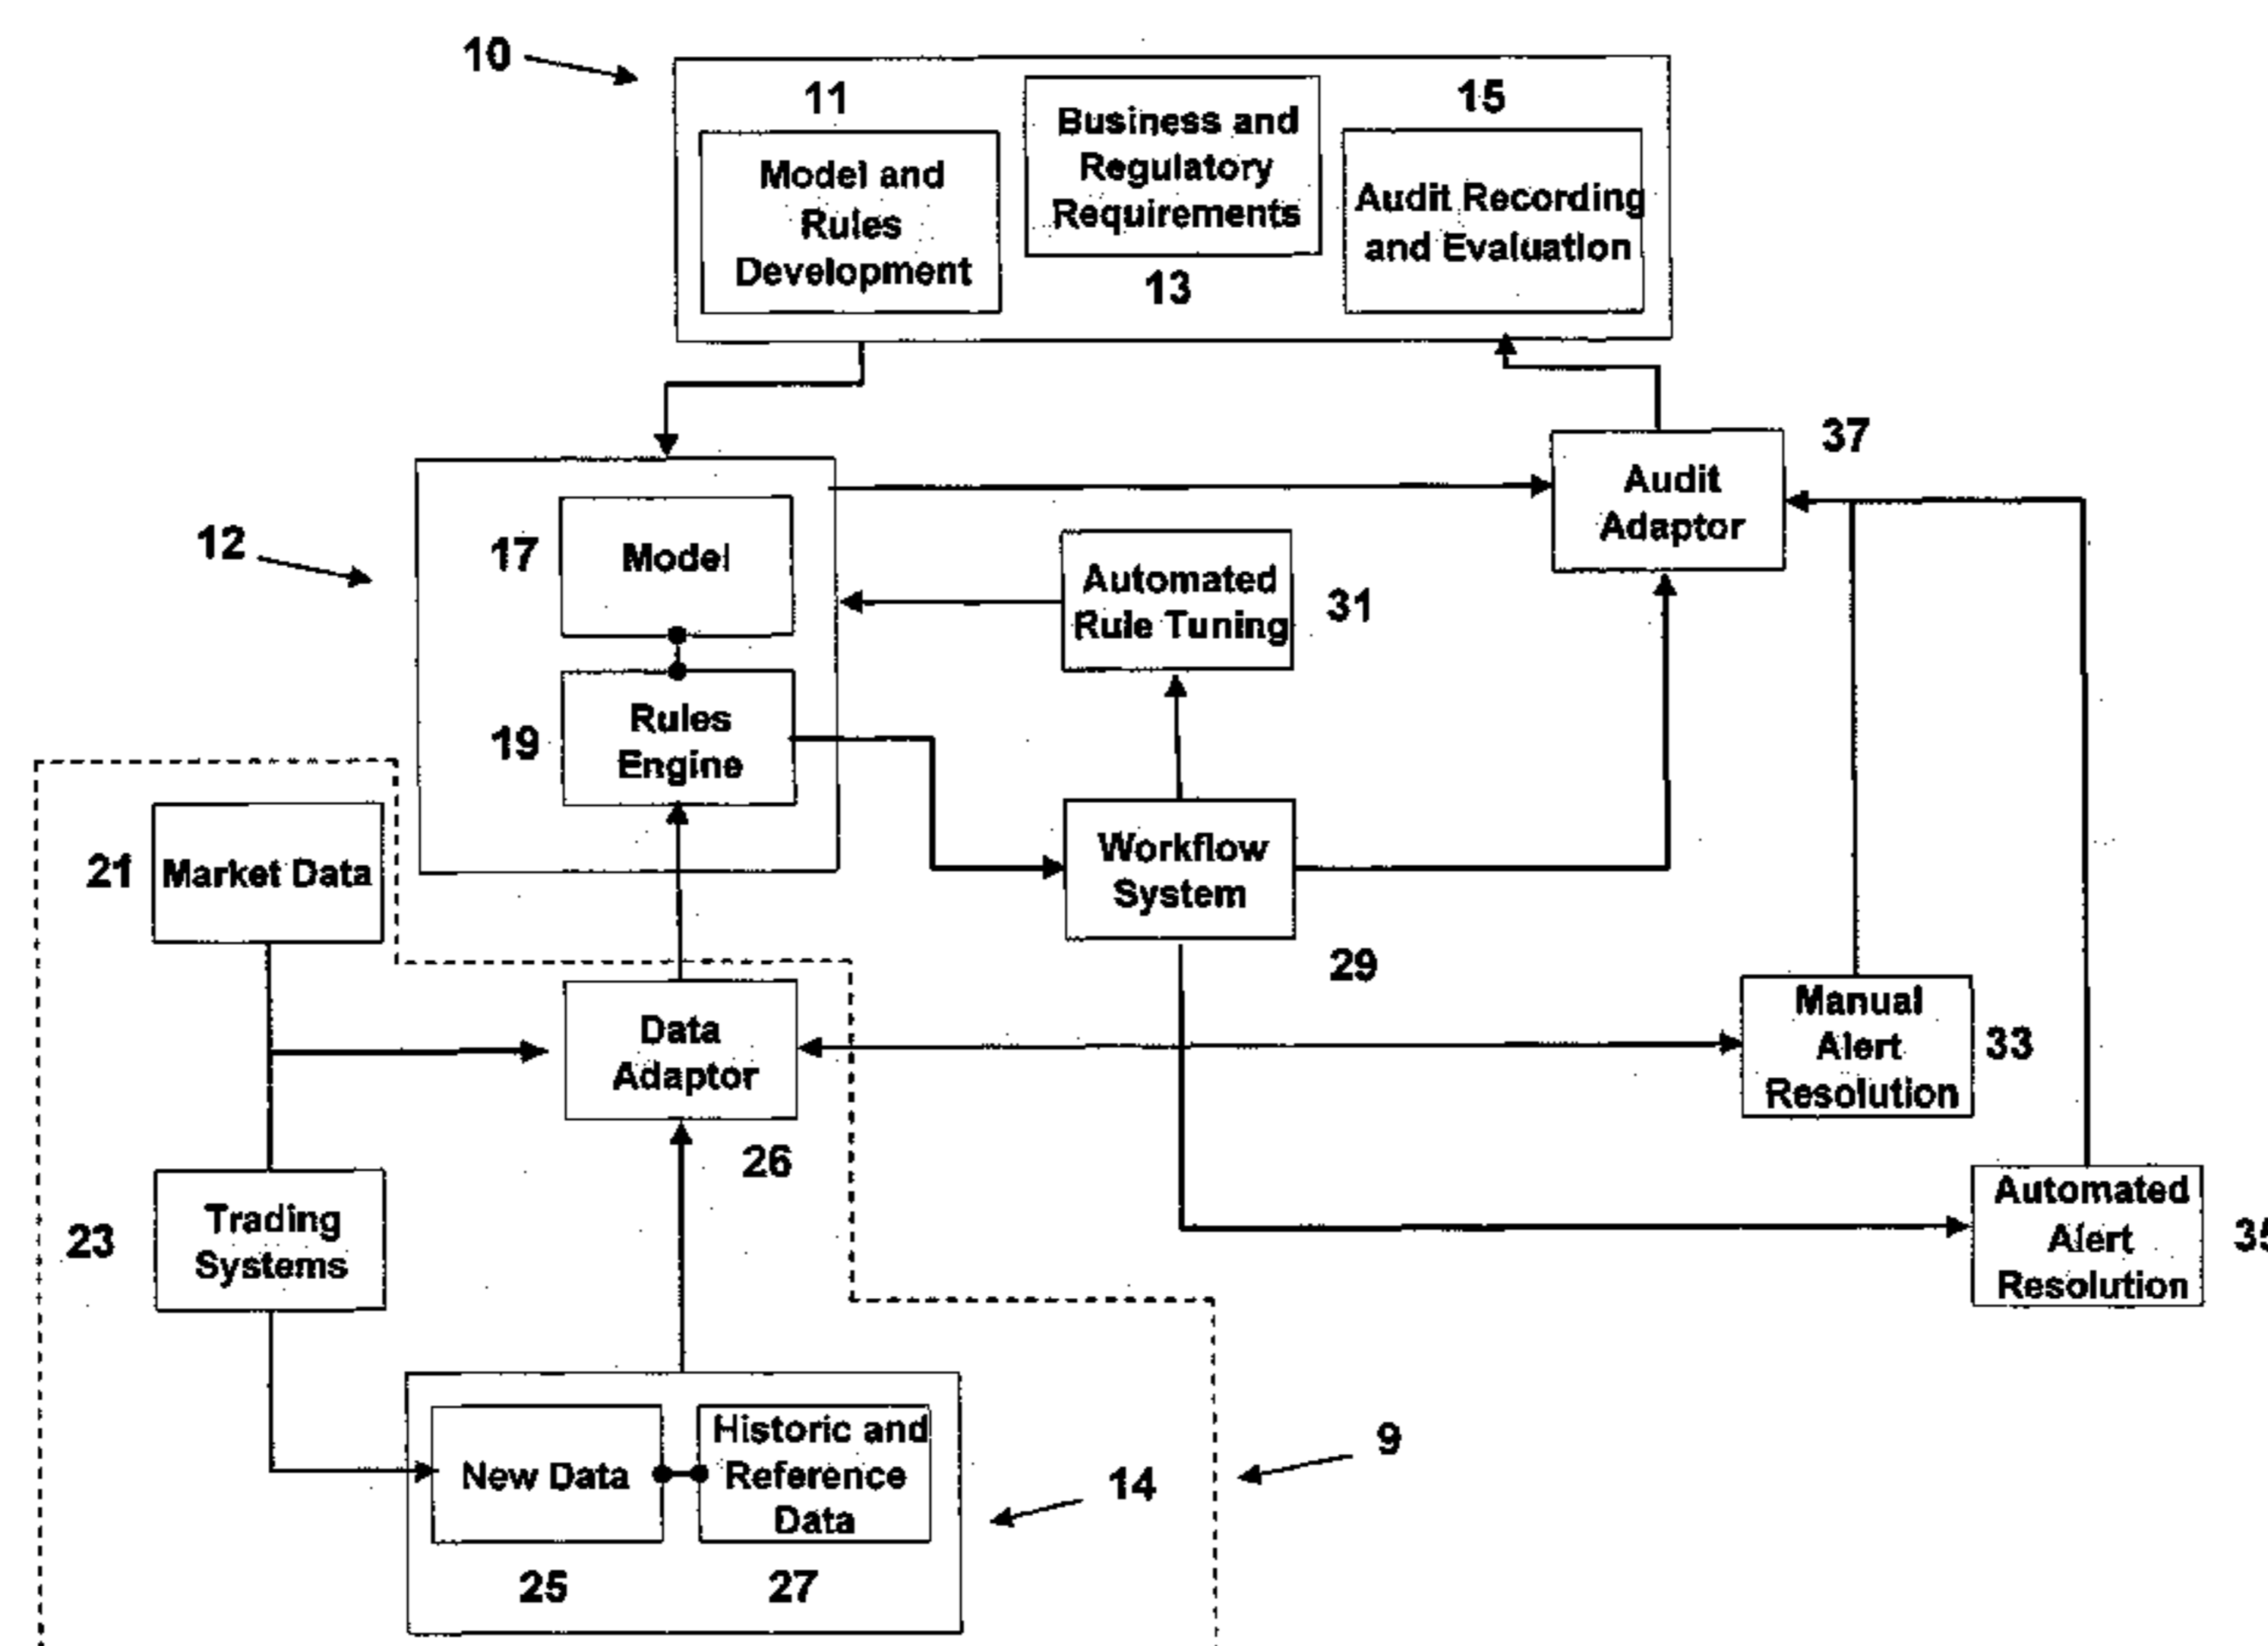 10
11
Model and
Rules
Development
Business and
Regulatory
Requirements
13
15
Audit Recording
and Evaluation
12
17
Model
19
Rules
Engine
Automated
Rule Tuning
31
Audit
Adaptor
37
21
Market Data
Workflow
System
29
Data
Adaptor
26
Manual
Alert
Resolution
33
23
Trading
Systems
Automated
Alert
Resolution
35
New Data
25
Historic and
Reference
Data
27
14
9